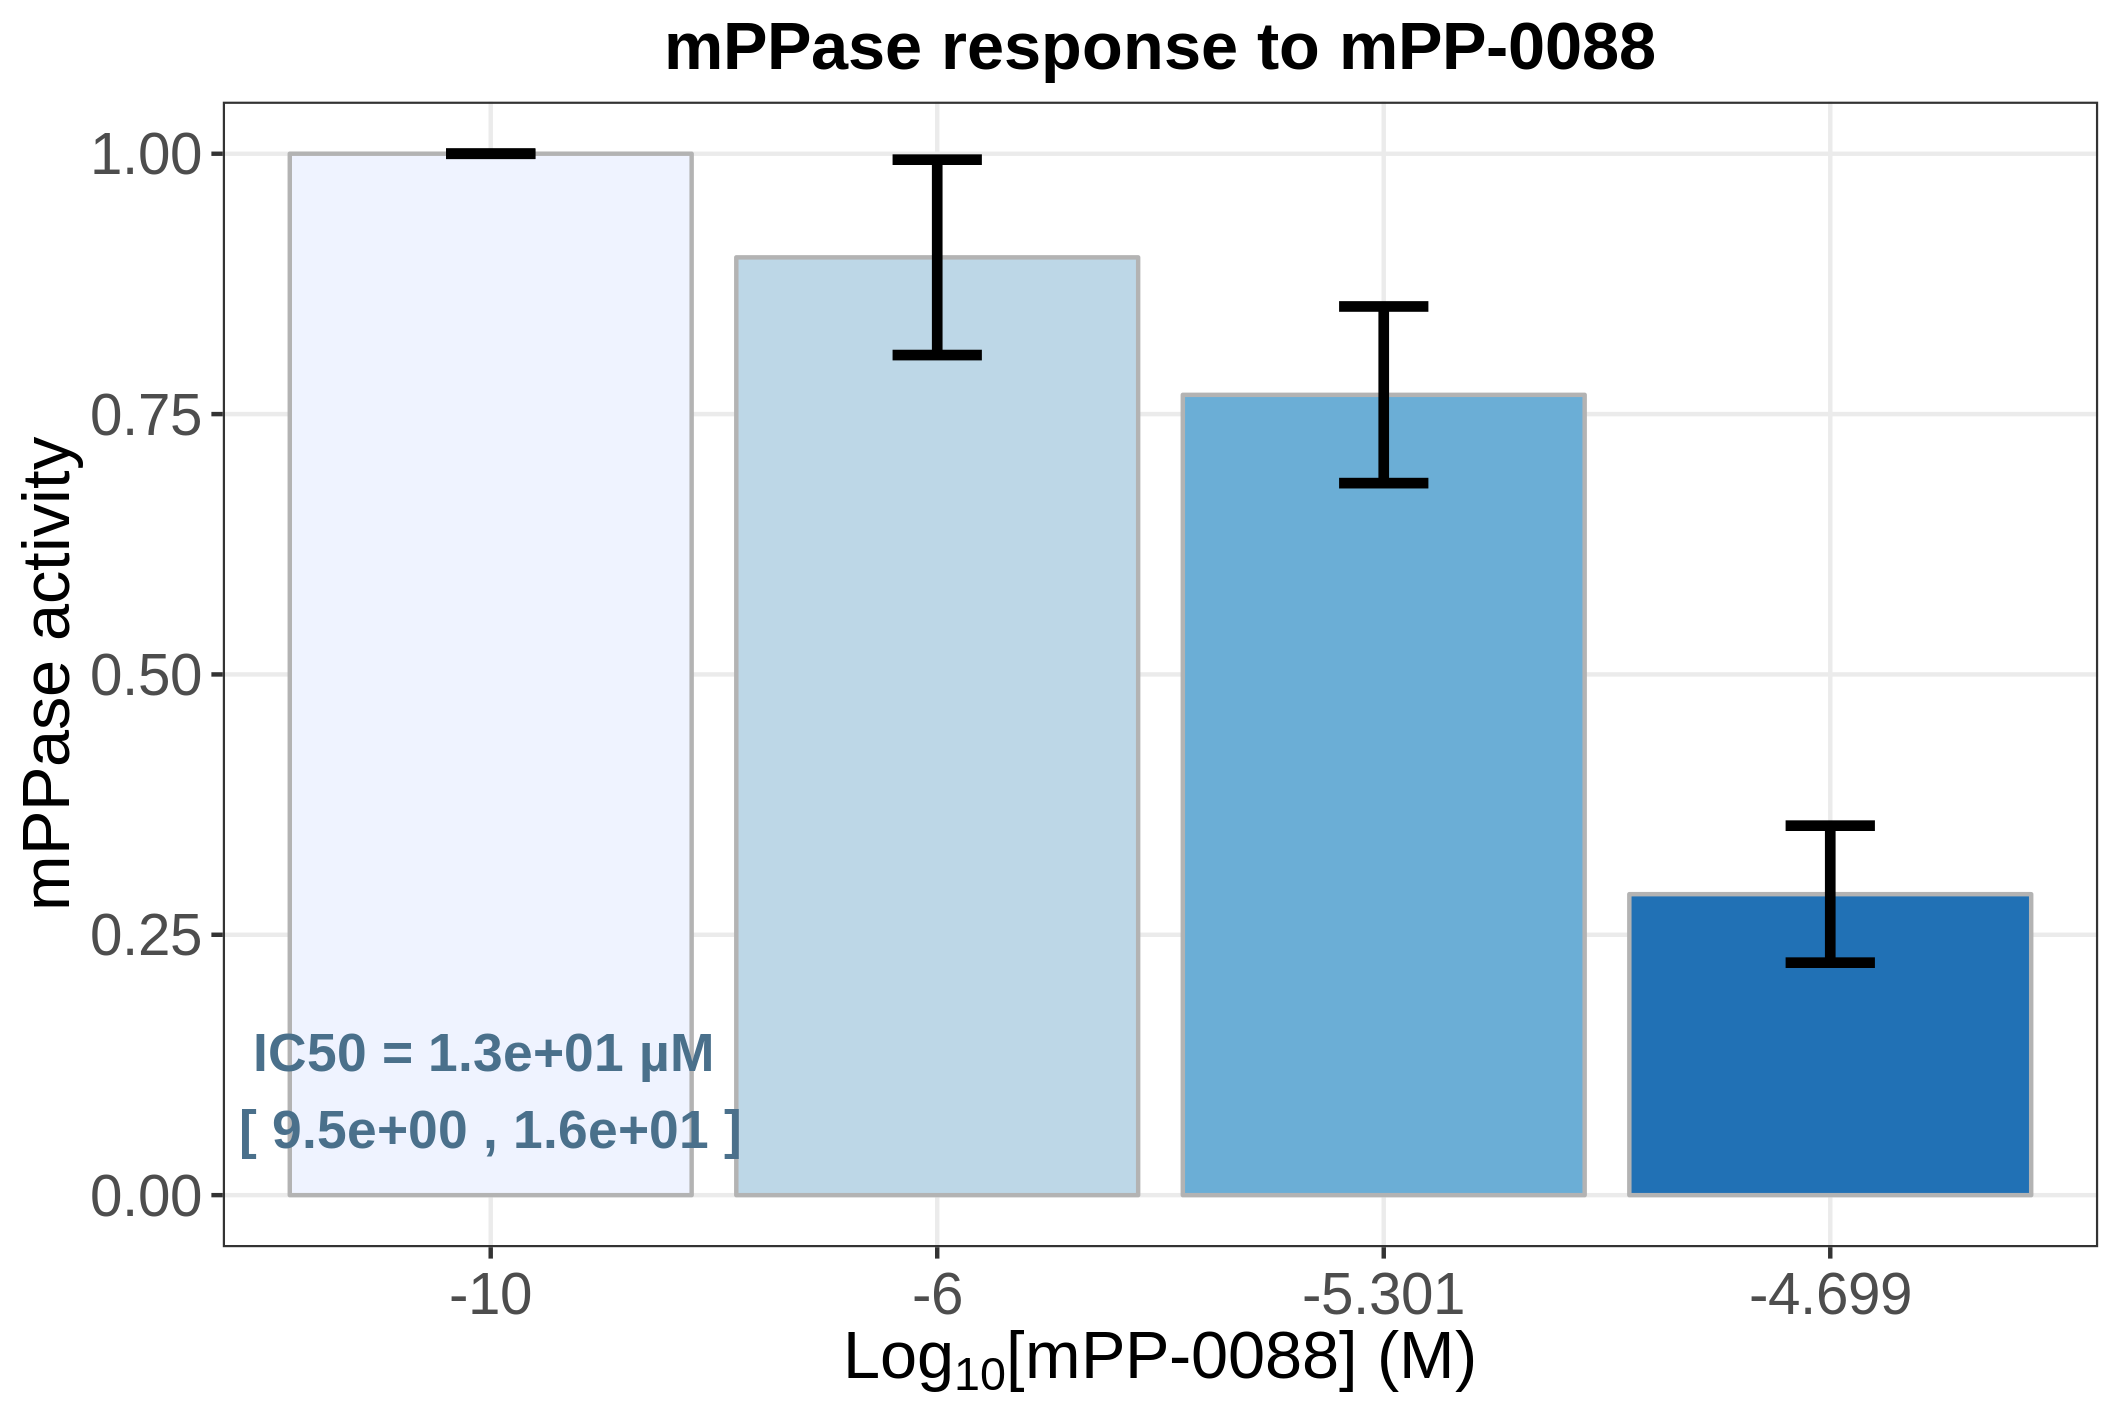 mPPase response to mPP-0088
mPPase activity
1.00
0.75
0.50
0.25
0.00
IC50 = 1.3e+01 µM
[ 9.5e+00 , 1.6e+01 ]
-10
-6
-5.301
-4.699
Log₁₀[mPP-0088] (M)